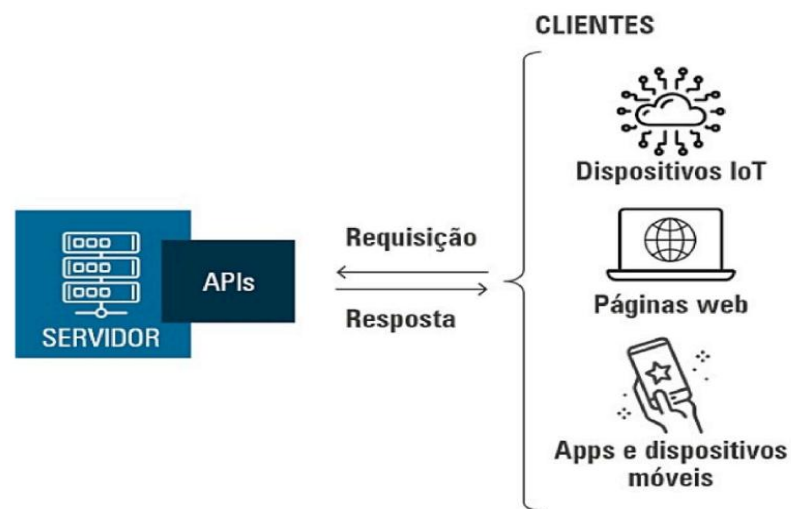 CLIENTES
Dispositivos IoT
Requisição
APIs
Páginas web
Resposta
SERVIDOR
Apps e dispositivos
móveis